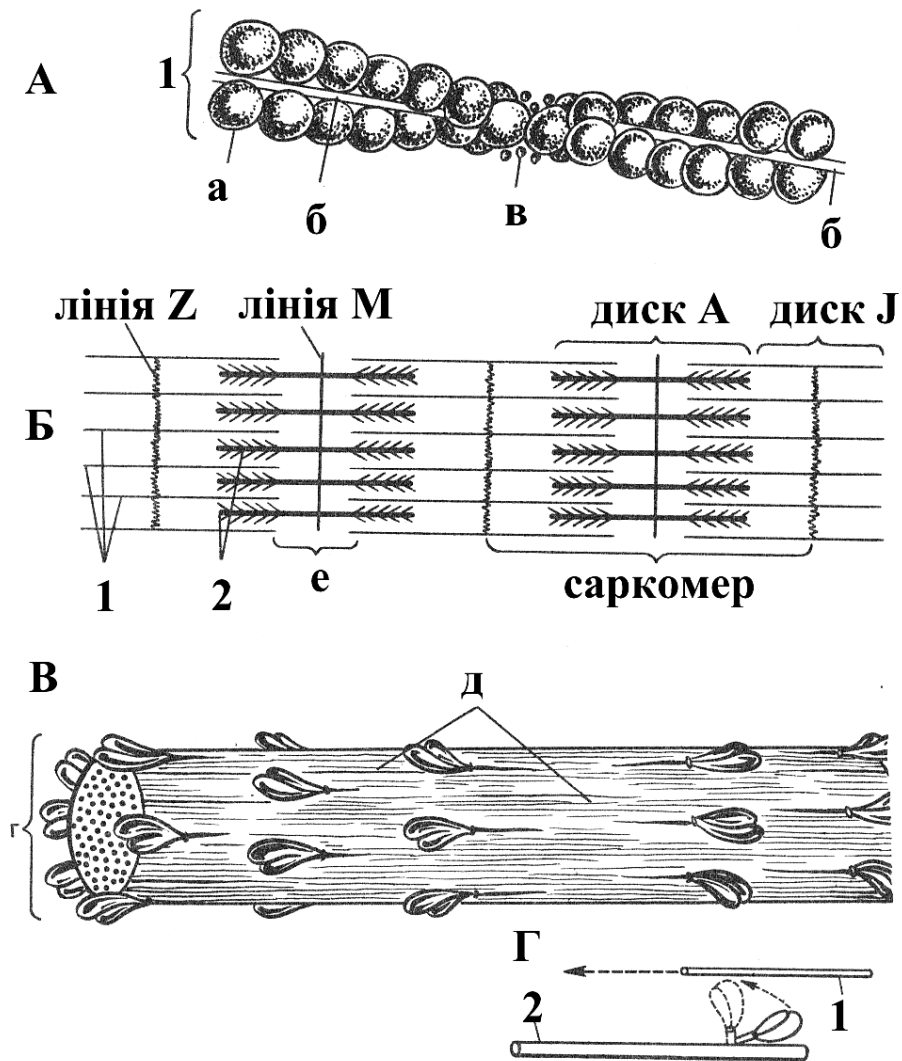 А
1
а
б
в
б
лінія Z
лінія M
диск A
диск J
Б
1
2
е
саркомер
В
д
г
Г
2
1